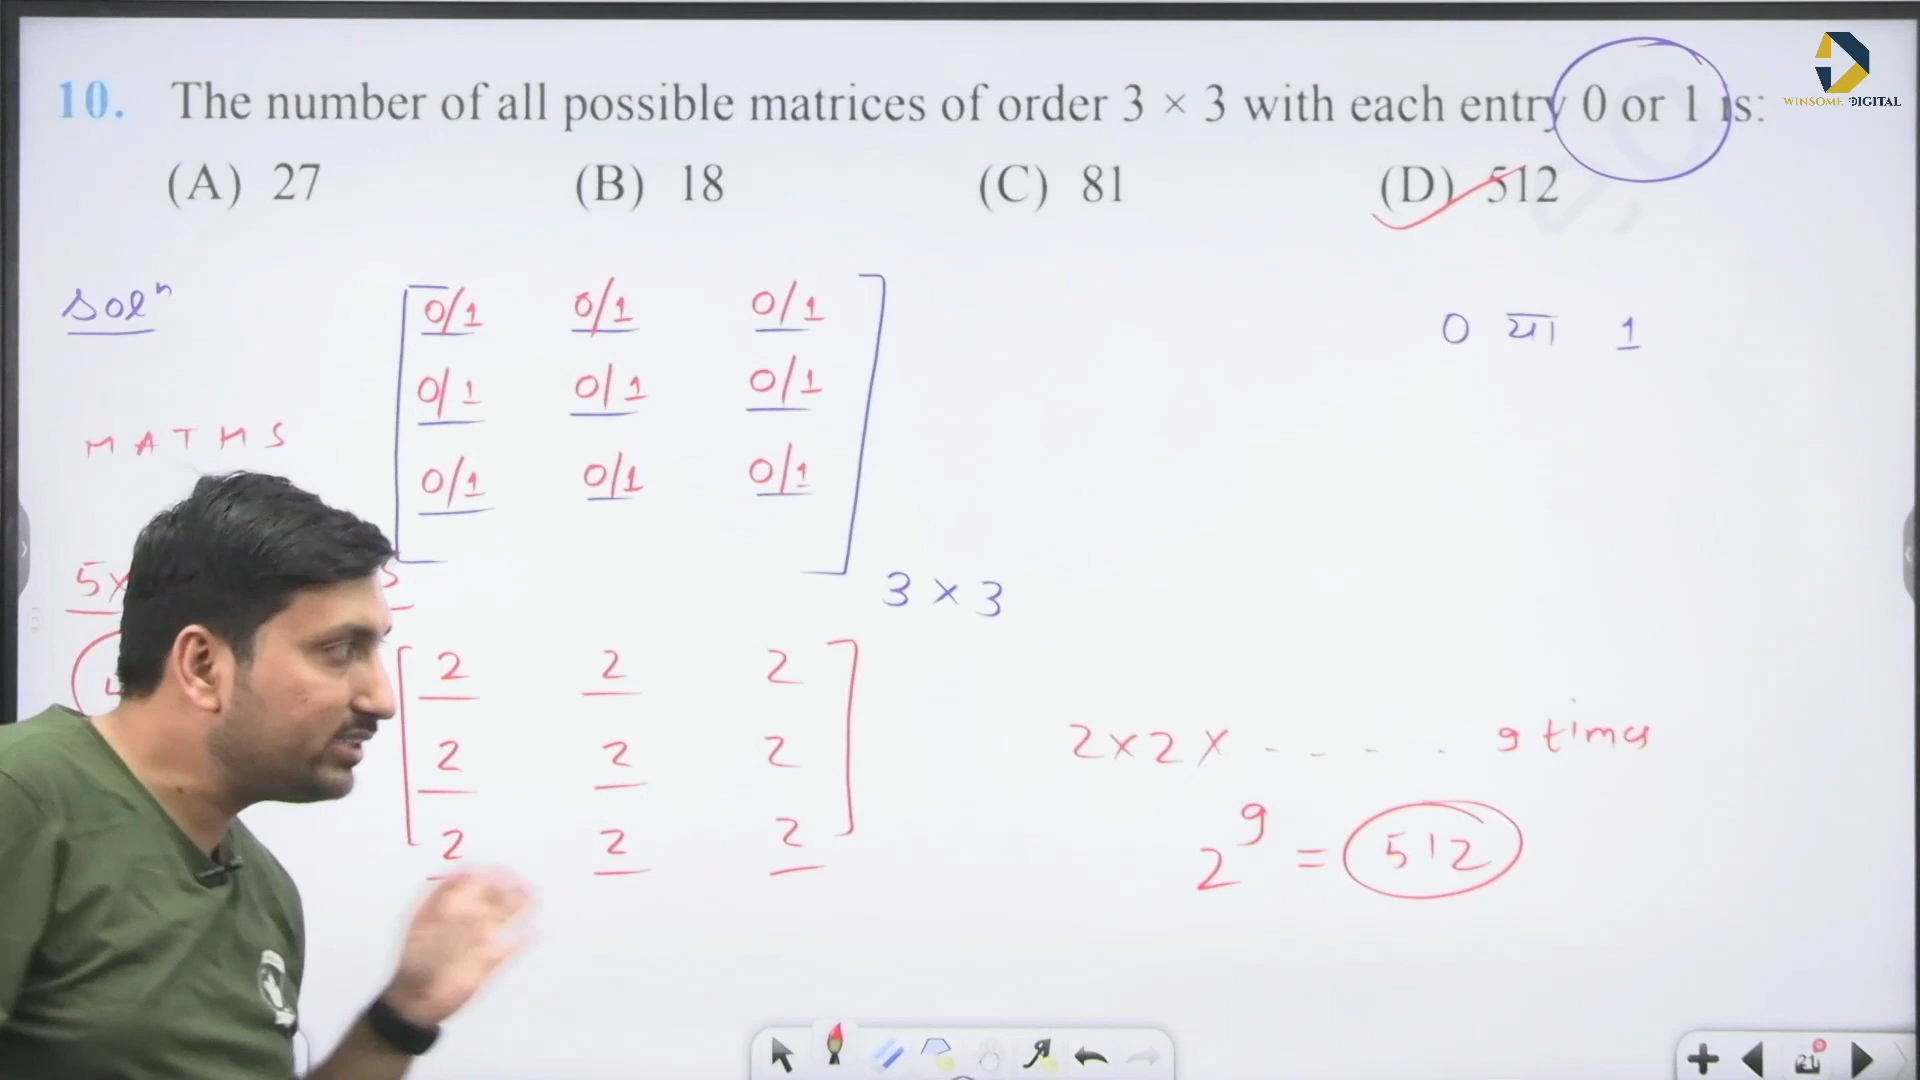 10. The number of all possible matrices of order 3 × 3 with each entry 0 or 1 is:
(A) 27 (B) 18 (C) 81 (D) 512
WINSOME DIGITAL
Solⁿ
0/1 0/1 0/1
0/1 0/1 0/1
0/1 0/1 0/1
3 × 3
0 या 1
MATHS
5×
2 2 2
2 2 2
2 2 2
2×2× - - - - . 9 times
2⁹ = 512
21